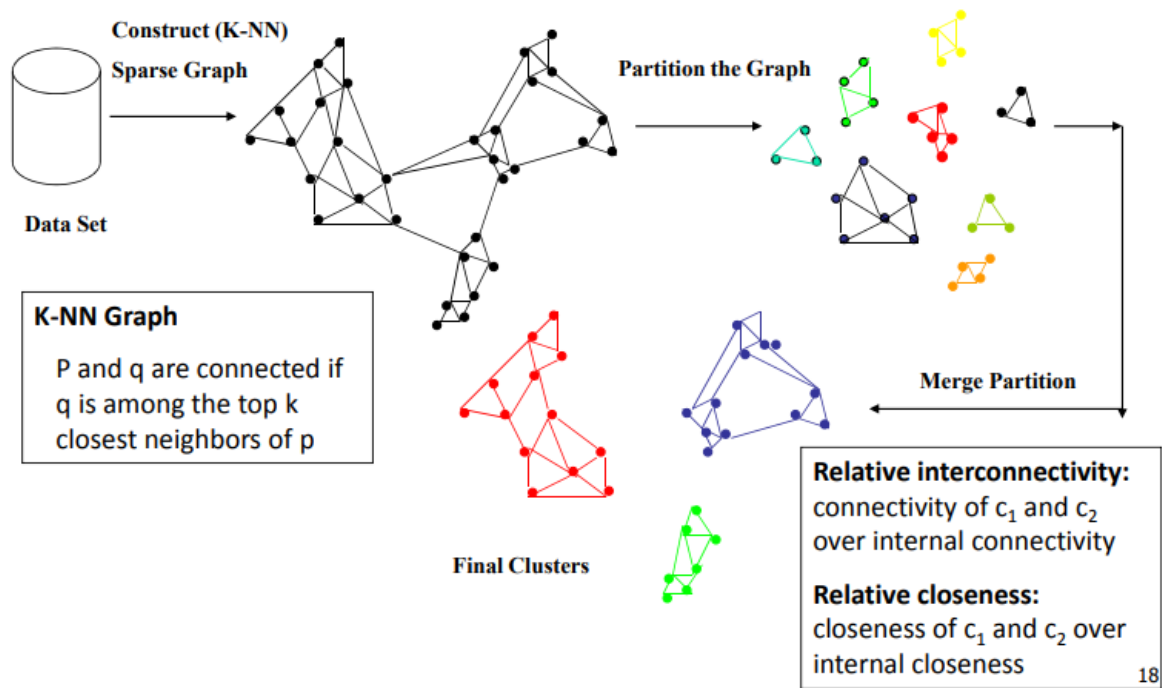 Construct (K-NN)
Sparse Graph
Partition the Graph
Data Set
K-NN Graph
P and q are connected if
q is among the top k
closest neighbors of p
Merge Partition
Final Clusters
Relative interconnectivity:
connectivity of c₁ and c₂
over internal connectivity
Relative closeness:
closeness of c₁ and c₂ over
internal closeness
18